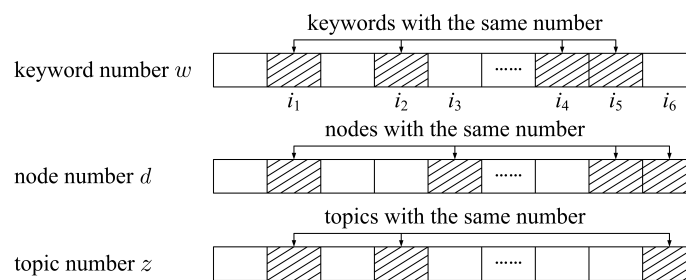 keywords with the same number
keyword number w
......
i1 i2 i3 i4 i5 i6
nodes with the same number
node number d
......
topics with the same number
topic number z
......